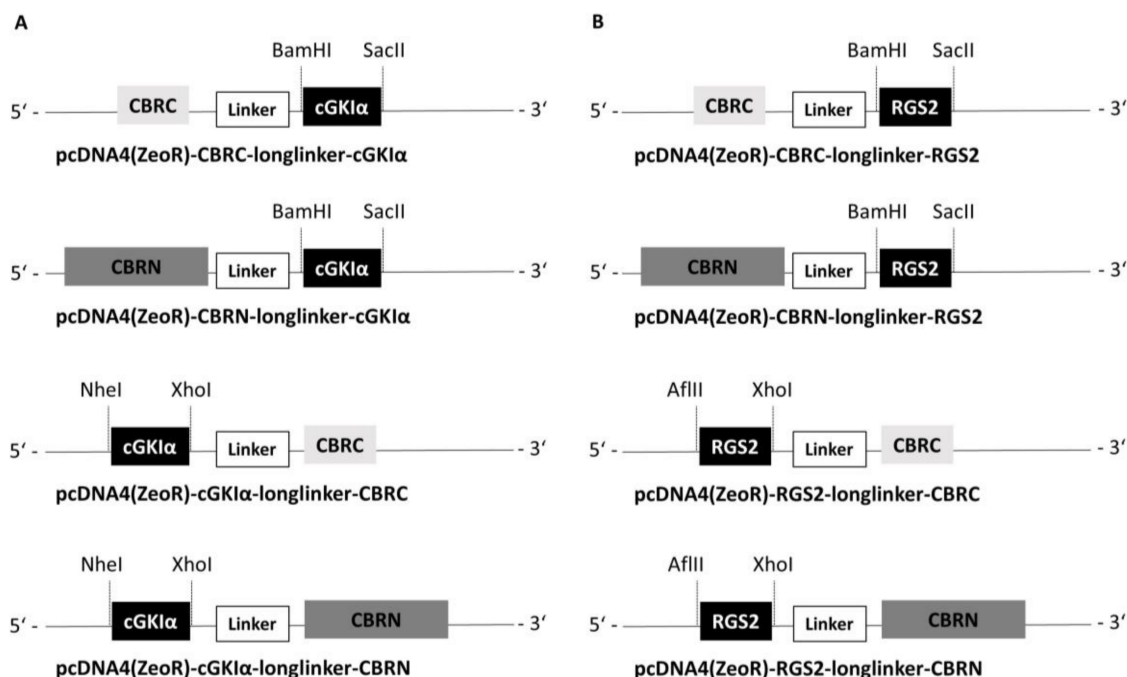 A
BamHI SacII
5‘ - CBRC Linker cGKIα - 3‘
pcDNA4(ZeoR)-CBRC-longlinker-cGKIα
BamHI SacII
5‘ - CBRN Linker cGKIα - 3‘
pcDNA4(ZeoR)-CBRN-longlinker-cGKIα
NheI XhoI
5‘ - cGKIα Linker CBRC - 3‘
pcDNA4(ZeoR)-cGKIα-longlinker-CBRC
NheI XhoI
5‘ - cGKIα Linker CBRN - 3‘
pcDNA4(ZeoR)-cGKIα-longlinker-CBRN
B
BamHI SacII
5‘ - CBRC Linker RGS2 - 3‘
pcDNA4(ZeoR)-CBRC-longlinker-RGS2
BamHI SacII
5‘ - CBRN Linker RGS2 - 3‘
pcDNA4(ZeoR)-CBRN-longlinker-RGS2
AflII XhoI
5‘ - RGS2 Linker CBRC - 3‘
pcDNA4(ZeoR)-RGS2-longlinker-CBRC
AflII XhoI
5‘ - RGS2 Linker CBRN - 3‘
pcDNA4(ZeoR)-RGS2-longlinker-CBRN